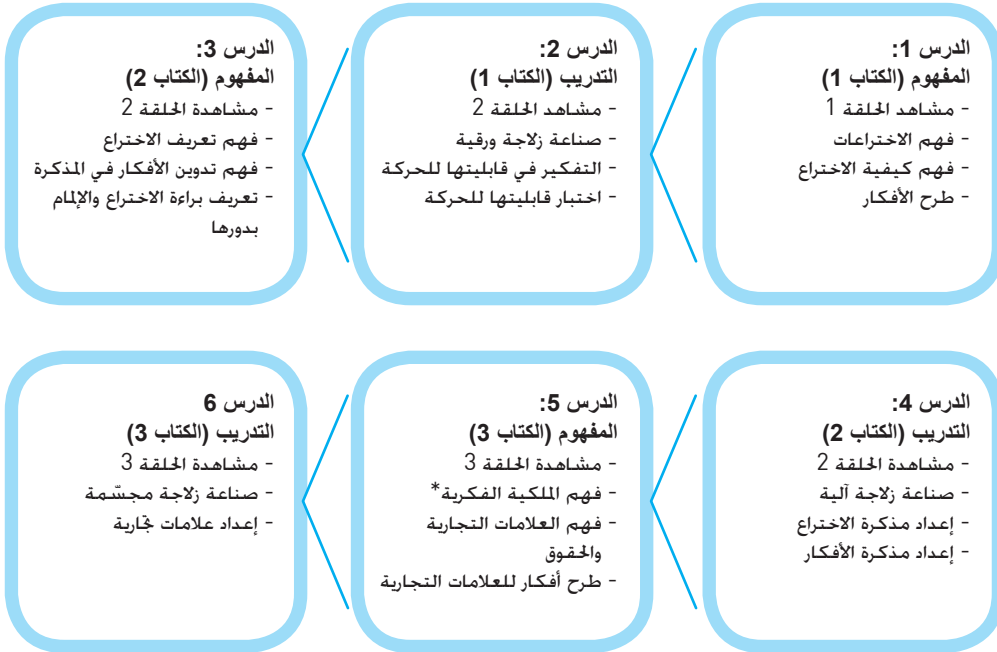 الدرس 1:
المفهوم (الكتاب 1)
- مشاهد الحلقة 1
- فهم الاختراعات
- فهم كيفية الاختراع
- طرح الأفكار
الدرس 2:
التدريب (الكتاب 1)
- مشاهد الحلقة 2
- صناعة زلاجة ورقية
- التفكير في قابليتها للحركة
- اختبار قابليتها للحركة
الدرس 3:
المفهوم (الكتاب 2)
- مشاهدة الحلقة 2
- فهم تعريف الاختراع
- فهم تدوين الأفكار في المذكرة
- تعريف براءة الاختراع والإلمام
بدورها
الدرس 4:
التدريب (الكتاب 2)
- مشاهدة الحلقة 2
- صناعة زلاجة آلية
- إعداد مذكرة الاختراع
- إعداد مذكرة الأفكار
الدرس 5:
المفهوم (الكتاب 3)
- مشاهدة الحلقة 3
- فهم الملكية الفكرية*
- فهم العلامات التجارية
والحقوق
- طرح أفكار للعلامات التجارية
الدرس 6
التدريب (الكتاب 3)
- مشاهدة الحلقة 3
- صناعة زلاجة مجسّمة
- إعداد علامات تجارية